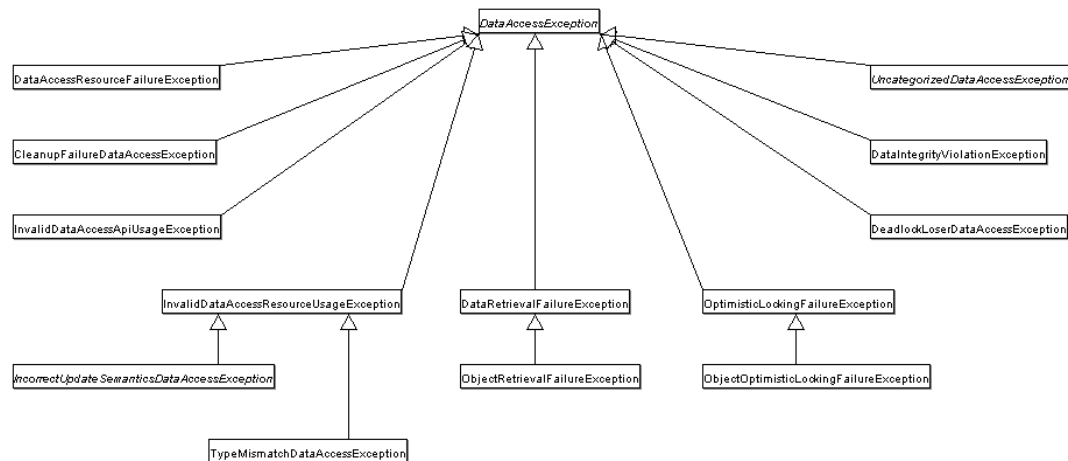 DataAccessException
DataAccessResourceFailureException
UncategorizedDataAccessException
CleanupFailureDataAccessException
DataIntegrityViolationException
InvalidDataAccessApiUsageException
DeadlockLoserDataAccessException
InvalidDataAccessResourceUsageException
DataRetrievalFailureException
OptimisticLockingFailureException
IncorrectUpdateSemanticsDataAccessException
ObjectRetrievalFailureException
ObjectOptimisticLockingFailureException
TypeMismatchDataAccessException